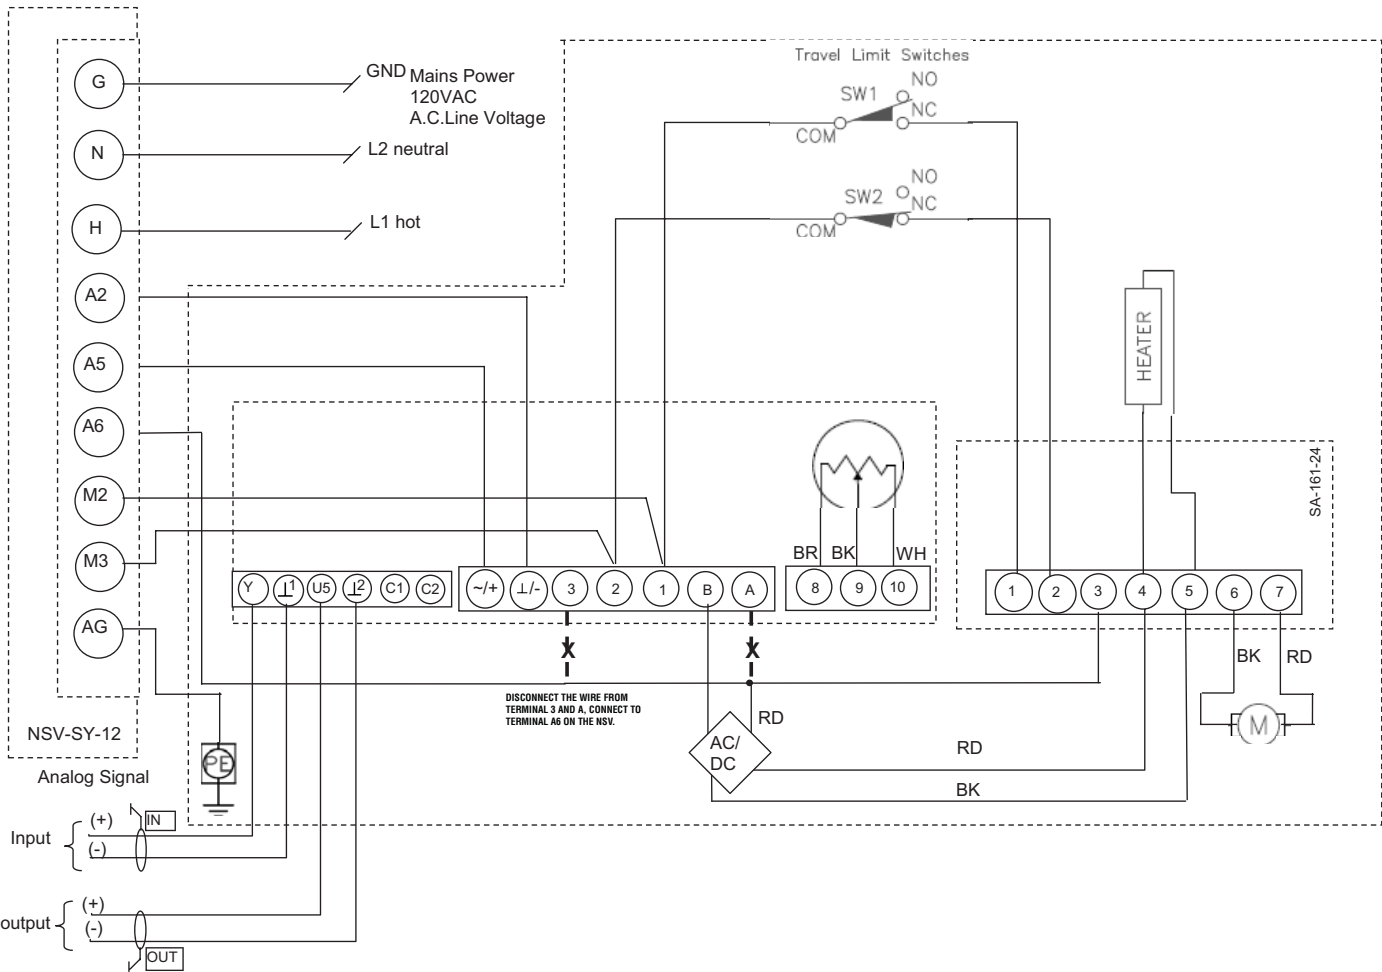 G
GND
Mains Power
120VAC
A.C.Line Voltage
N
L2 neutral
H
L1 hot
A2
A5
A6
M2
M3
AG
NSV-SY-12
Travel Limit Switches
SW1
NO
NC
COM
SW2
NO
NC
COM
HEATER
SA-161-24
BR
BK
WH
Y
⊥1
U5
⊥2
C1
C2
~/+
⊥/-
3
2
1
B
A
8
9
10
1
2
3
4
5
6
7
X
X
DISCONNECT THE WIRE FROM
TERMINAL 3 AND A, CONNECT TO
TERMINAL A6 ON THE NSV.
BK
RD
M
RD
AC/
DC
RD
BK
PE
Analog Signal
Input
(+)
(-)
IN
output
(+)
(-)
OUT